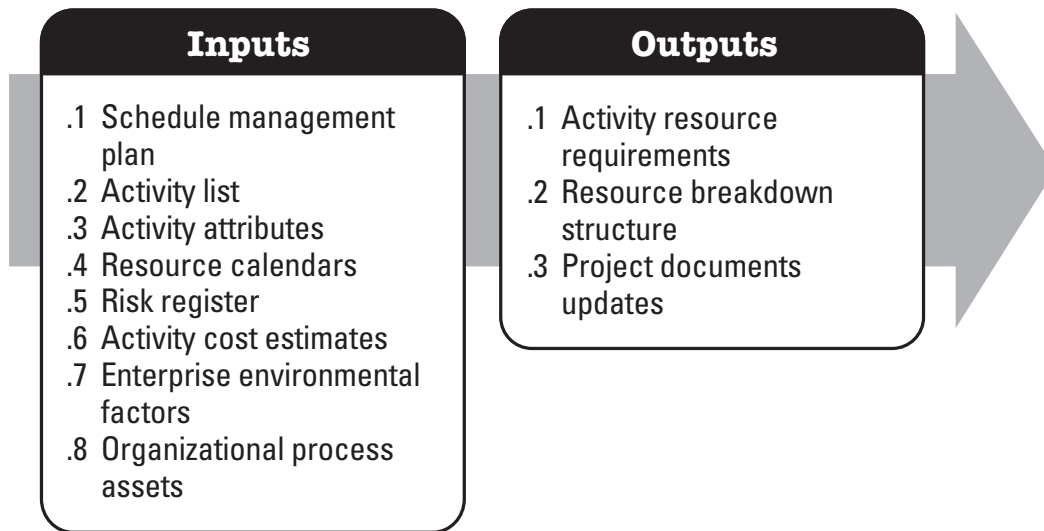 Inputs
.1 Schedule management
plan
.2 Activity list
.3 Activity attributes
.4 Resource calendars
.5 Risk register
.6 Activity cost estimates
.7 Enterprise environmental
factors
.8 Organizational process
assets
Outputs
.1 Activity resource
requirements
.2 Resource breakdown
structure
.3 Project documents
updates